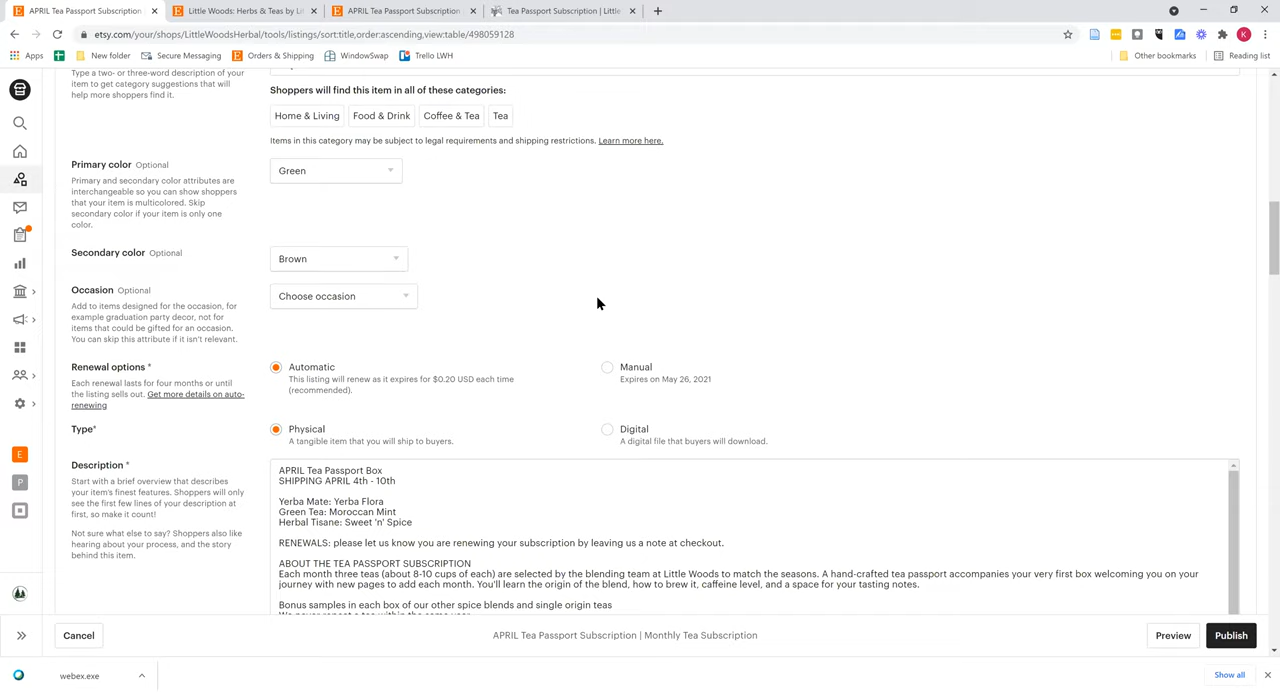 APRIL Tea Passport Subscription
Little Woods: Herbs & Teas by Li
APRIL Tea Passport Subscription
Tea Passport Subscription | Little
etsy.com/your/shops/LittleWoodsHerbal/tools/listings/sort:title,order:ascending,view:table/498059128
K
Apps
New folder
Secure Messaging
Orders & Shipping
WindowSwap
Trello LWH
Other bookmarks
Reading list
Type a two- or three-word description of your
item to get category suggestions that will
help more shoppers find it.
Shoppers will find this item in all of these categories:
Home & Living
Food & Drink
Coffee & Tea
Tea
Items in this category may be subject to legal requirements and shipping restrictions. Learn more here.
Primary color Optional
Green
Primary and secondary color attributes are
interchangeable so you can show shoppers
that your item is multicolored. Skip
secondary color if your item is only one
color.
Secondary color Optional
Brown
Occasion Optional
Choose occasion
Add to items designed for the occasion, for
example graduation party decor, not for
items that could be gifted for an occasion.
You can skip this attribute if it isn't relevant.
Renewal options *
Each renewal lasts for four months or until
the listing sells out. Get more details on auto-
renewing
Automatic
This listing will renew as it expires for $0.20 USD each time
(recommended).
Manual
Expires on May 26, 2021
Type*
Physical
A tangible item that you will ship to buyers.
Digital
A digital file that buyers will download.
Description *
Start with a brief overview that describes
your item's finest features. Shoppers will only
see the first few lines of your description at
first, so make it count!
Not sure what else to say? Shoppers also like
hearing about your process, and the story
behind this item.
APRIL Tea Passport Box
SHIPPING APRIL 4th - 10th
Yerba Mate: Yerba Flora
Green Tea: Moroccan Mint
Herbal Tisane: Sweet 'n' Spice
RENEWALS: please let us know you are renewing your subscription by leaving us a note at checkout.
ABOUT THE TEA PASSPORT SUBSCRIPTION
Each month three teas (about 8-10 cups of each) are selected by the blending team at Little Woods to match the seasons. A hand-crafted tea passport accompanies your very first box welcoming you on your
journey with new pages to add each month. You'll learn the origin of the blend, how to brew it, caffeine level, and a space for your tasting notes.
Bonus samples in each box of our other spice blends and single origin teas
We never repeat a tea within the same year
E
P
Cancel
APRIL Tea Passport Subscription | Monthly Tea Subscription
Preview
Publish
webex.exe
Show all